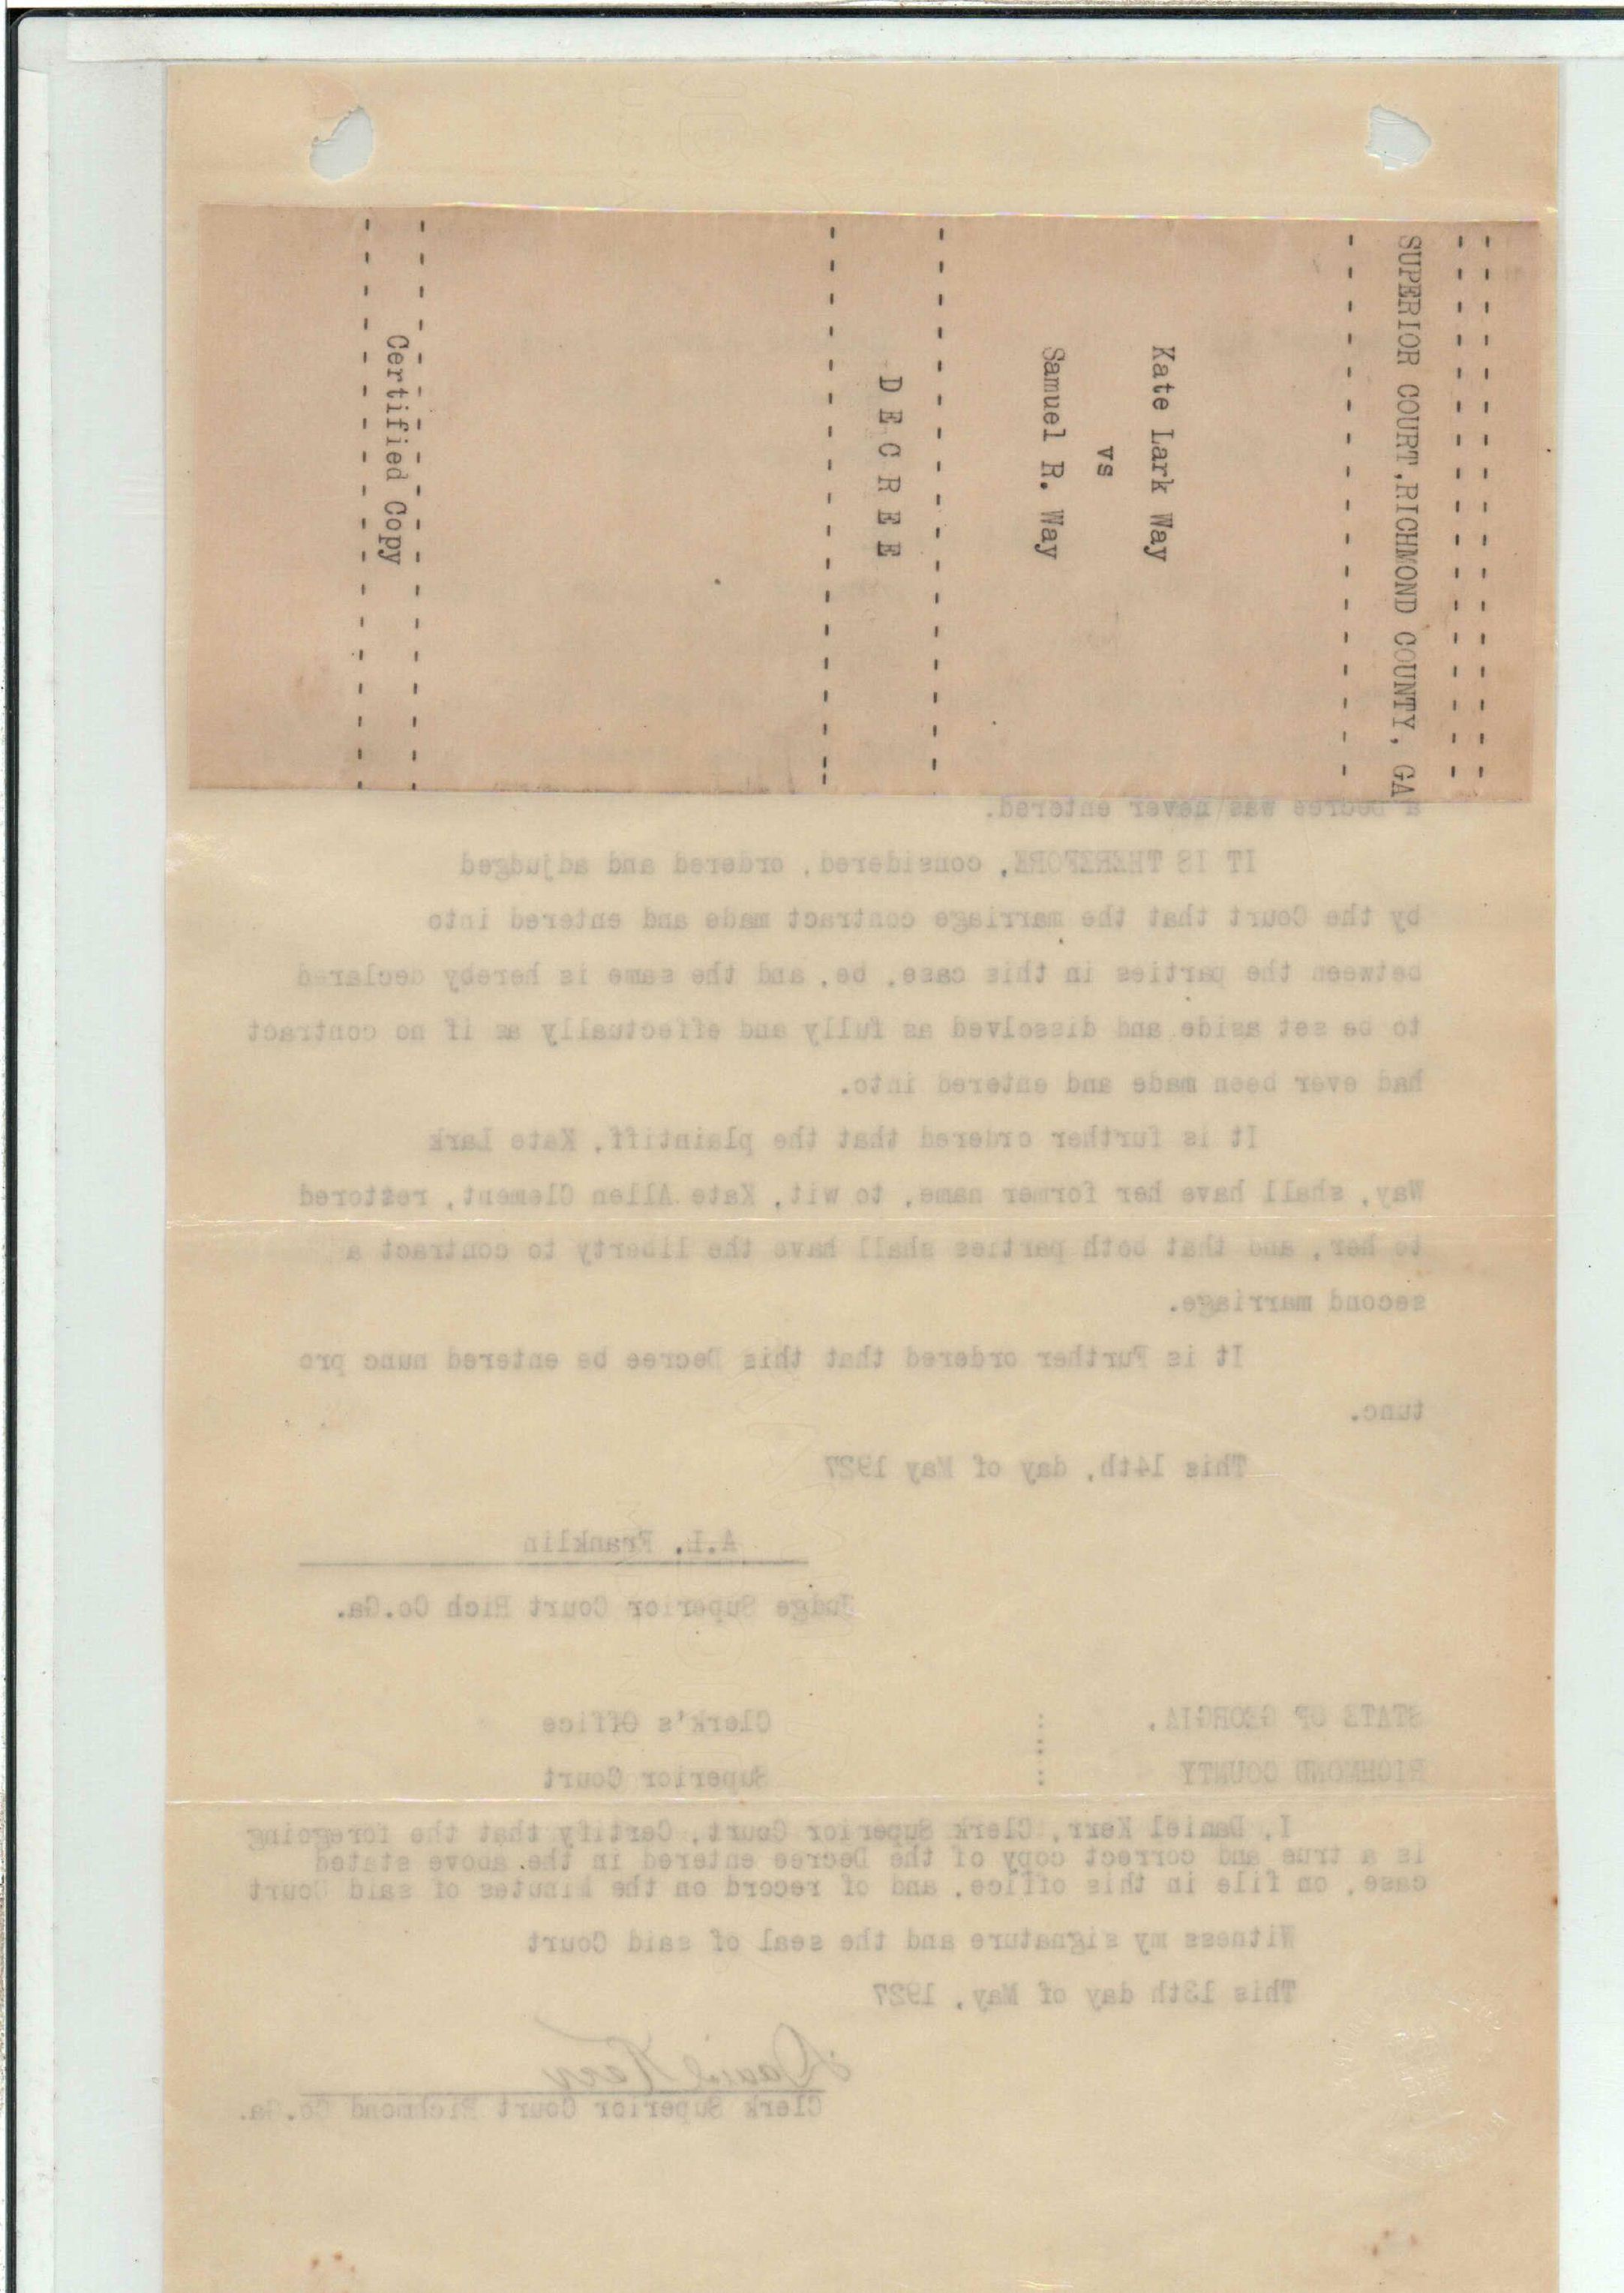 SUPERIOR COURT, RICHMOND COUNTY, GA
Kate Lark Way
vs
Samuel R. Way
D E C R E E
Certified Copy
a Decree was never entered.
IT IS THEREFORE, considered, ordered and adjudged
by the Court that the marriage contract made and entered into
between the parties in this case, be, and the same is hereby declared
to be set aside and dissolved as fully and effectually as if no contract
had ever been made and entered into.
It is further ordered that the plaintiff, Kate Lark
Way, shall have her former name, to wit, Kate Allen Clement, restored
to her, and that both parties shall have the liberty to contract a
second marriage.
It is Further ordered that this Decree be entered nunc pro
tunc.
This 14th, day of May 1927
A.L. Franklin
Judge Superior Court Rich Co.Ga.
STATE OF GEORGIA, : Clerk's Office
RICHMOND COUNTY : Superior Court
I, Daniel Kerr, Clerk Superior Court, Certify that the foregoing
is a true and correct copy of the Decree entered in the above stated
case, on file in this office, and of record on the Minutes of said Court
Witness my signature and the seal of said Court
This 13th day of May, 1927
Daniel Kerr
Clerk Superior Court Richmond Co. Ga.